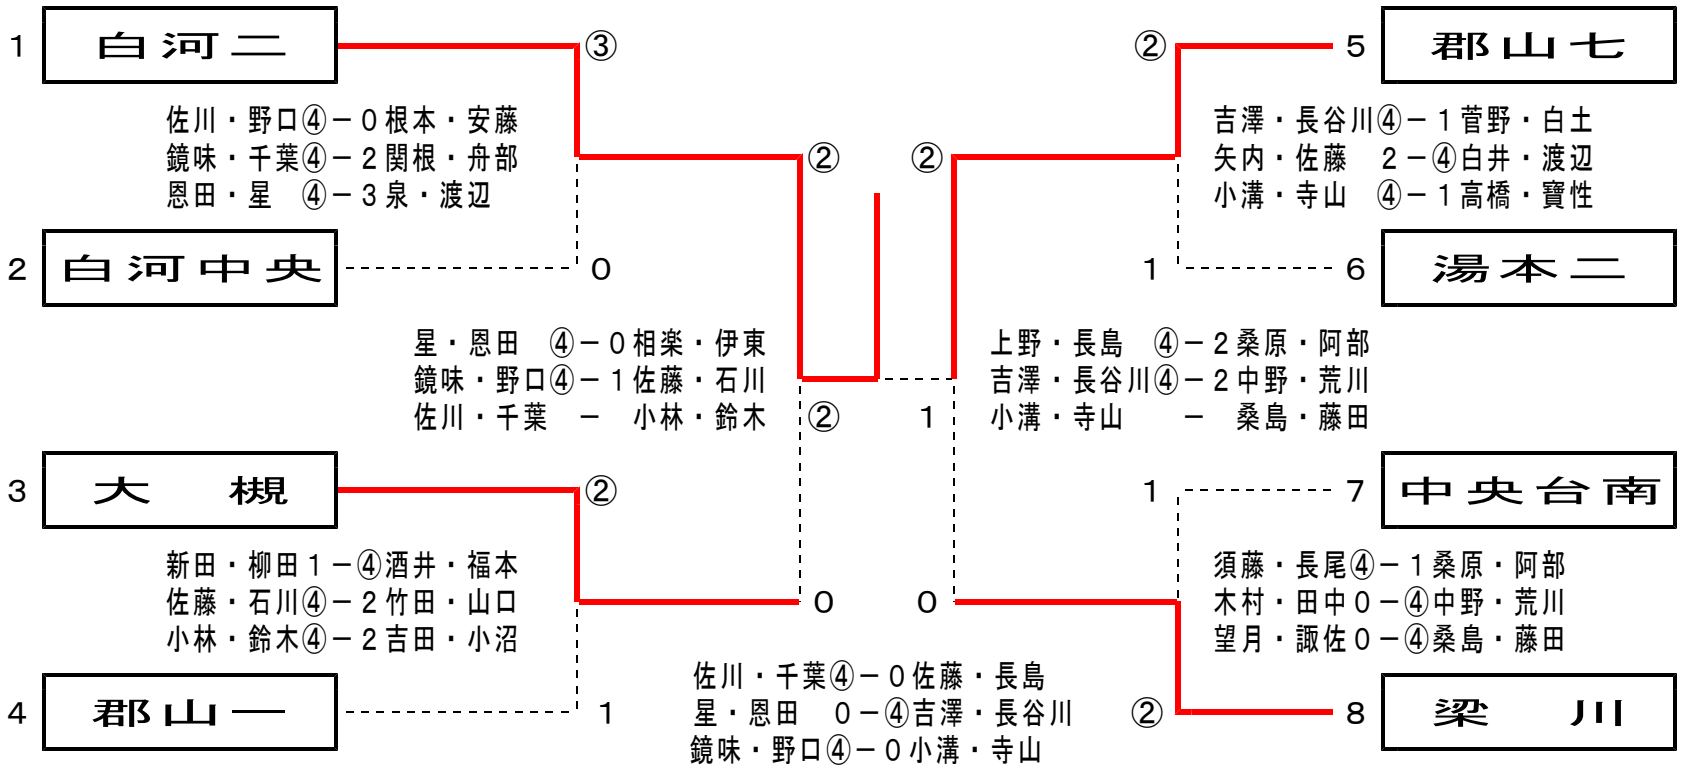 1 白河二 ③
佐川・野口④－0根本・安藤
鏡味・千葉④－2関根・舟部
恩田・星 ④－3泉・渡辺
2 白河中央 0
② 5 郡山七
吉澤・長谷川④－1菅野・白土
矢内・佐藤 2－④白井・渡辺
小溝・寺山 ④－1高橋・寶性
1 6 湯本二
② ②
星・恩田 ④－0相楽・伊東
鏡味・野口④－1佐藤・石川
佐川・千葉 － 小林・鈴木
② 1
上野・長島 ④－2桑原・阿部
吉澤・長谷川④－2中野・荒川
小溝・寺山 － 桑島・藤田
3 大槻 ②
新田・柳田1－④酒井・福本
佐藤・石川④－2竹田・山口
小林・鈴木④－2吉田・小沼
4 郡山一 1
0 0
1 7 中央台南
須藤・長尾④－1桑原・阿部
木村・田中0－④中野・荒川
望月・諏佐0－④桑島・藤田
② 8 梁川
佐川・千葉④－0佐藤・長島
星・恩田 0－④吉澤・長谷川
鏡味・野口④－0小溝・寺山